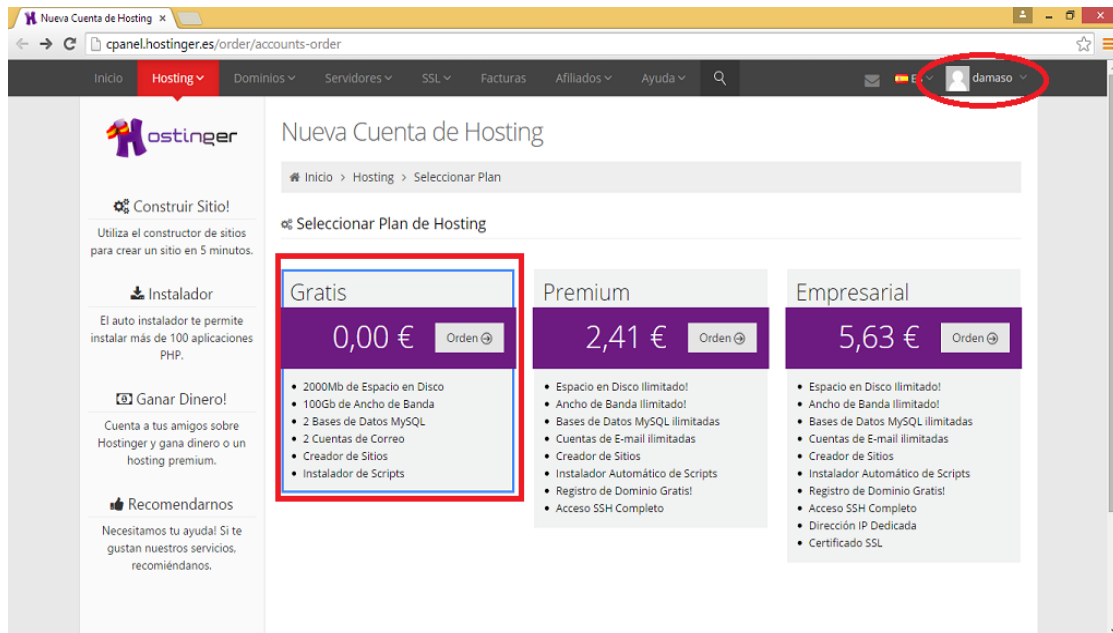 Nueva Cuenta de Hosting
cpanel.hostinger.es/order/accounts-order
Inicio Hosting Dominios Servidores SSL Facturas Afiliados Ayuda damaso
ostinger
Nueva Cuenta de Hosting
Inicio > Hosting > Seleccionar Plan
Construir Sitio!
Utiliza el constructor de sitios
para crear un sitio en 5 minutos.
Instalador
El auto instalador te permite
instalar más de 100 aplicaciones
PHP.
Ganar Dinero!
Cuenta a tus amigos sobre
Hostinger y gana dinero o un
hosting premium.
Recomendarnos
Necesitamos tu ayuda! Si te
gustan nuestros servicios,
recomiéndanos.
Seleccionar Plan de Hosting
Gratis
0,00 € Orden
• 2000Mb de Espacio en Disco
• 100Gb de Ancho de Banda
• 2 Bases de Datos MySQL
• 2 Cuentas de Correo
• Creador de Sitios
• Instalador de Scripts
Premium
2,41 € Orden
• Espacio en Disco Ilimitado!
• Ancho de Banda Ilimitado!
• Bases de Datos MySQL ilimitadas
• Cuentas de E-mail ilimitadas
• Creador de Sitios
• Instalador Automático de Scripts
• Registro de Dominio Gratis!
• Acceso SSH Completo
Empresarial
5,63 € Orden
• Espacio en Disco Ilimitado!
• Ancho de Banda Ilimitado!
• Bases de Datos MySQL ilimitadas
• Cuentas de E-mail ilimitadas
• Creador de Sitios
• Instalador Automático de Scripts
• Registro de Dominio Gratis!
• Acceso SSH Completo
• Dirección IP Dedicada
• Certificado SSL